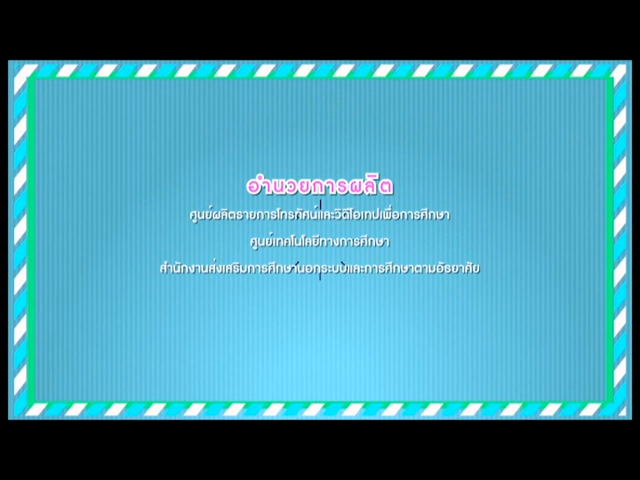 อำนวยการผลิต
ศูนย์ผลิตรายการโทรทัศน์และวิดีโอเทปเพื่อการศึกษา
ศูนย์เทคโนโลยีทางการศึกษา
สำนักงานส่งเสริมการศึกษานอกระบบและการศึกษาตามอัธยาศัย